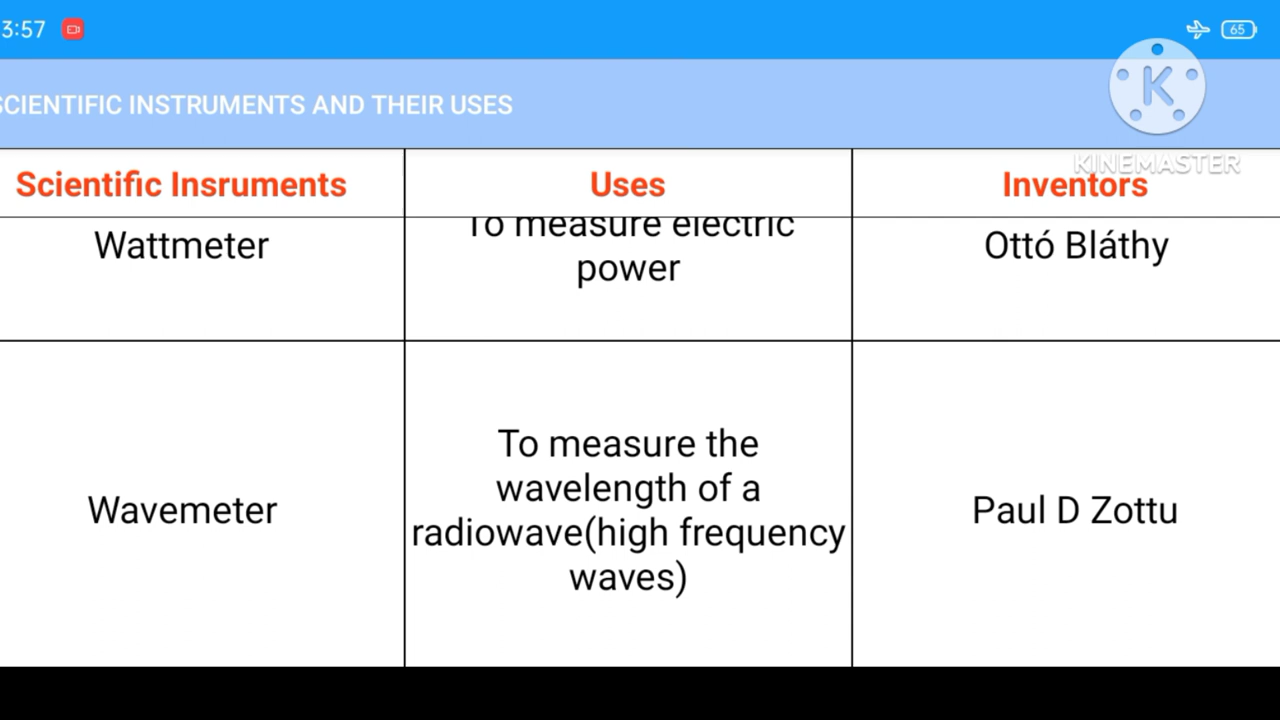 3:57
65
SCIENTIFIC INSTRUMENTS AND THEIR USES
K
KINEMASTER
Scientific Insruments
Uses
Inventors
Wattmeter
To measure electric
power
Ottó Bláthy
Wavemeter
To measure the
wavelength of a
radiowave(high frequency
waves)
Paul D Zottu